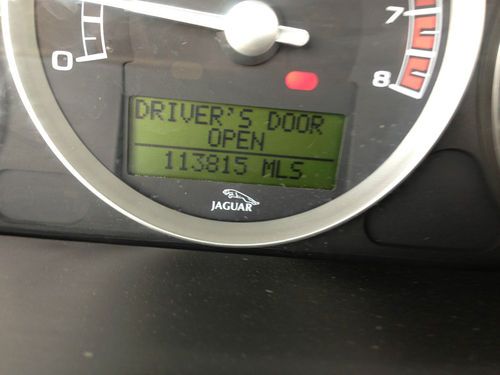 7
0
8
DRIVER'S DOOR
OPEN
113815 MLS
JAGUAR